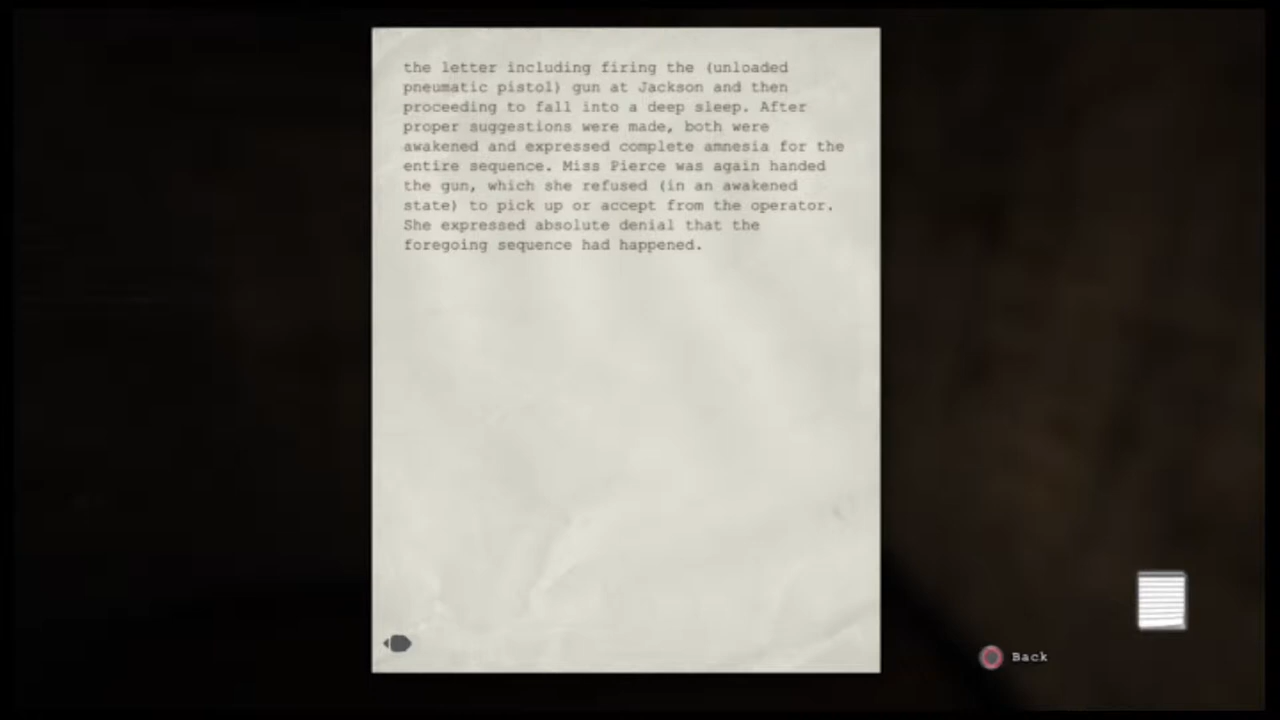 the letter including firing the (unloaded
pneumatic pistol) gun at Jackson and then
proceeding to fall into a deep sleep. After
proper suggestions were made, both were
awakened and expressed complete amnesia for the
entire sequence. Miss Pierce was again handed
the gun, which she refused (in an awakened
state) to pick up or accept from the operator.
She expressed absolute denial that the
foregoing sequence had happened.
Back